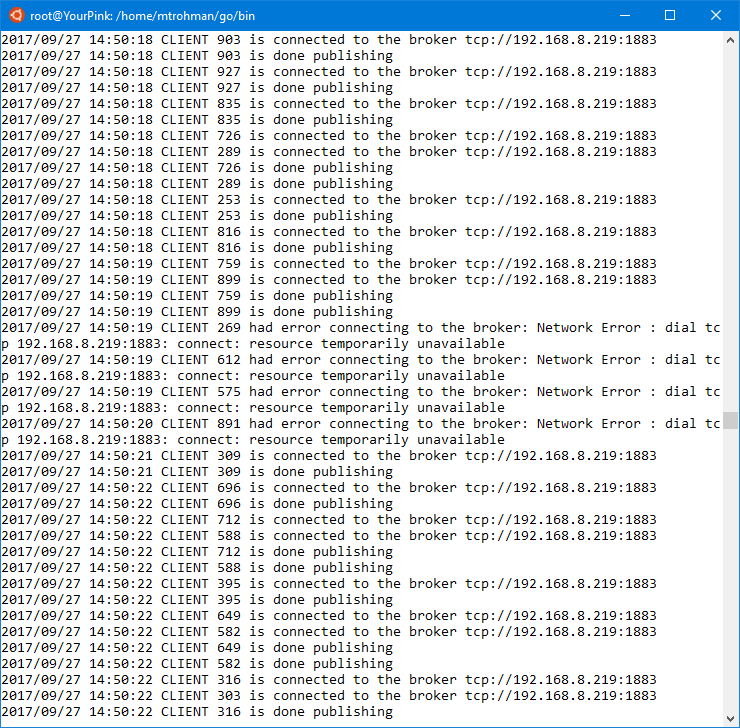 root@YourPink: /home/mtrohman/go/bin
2017/09/27 14:50:18 CLIENT 903 is connected to the broker tcp://192.168.8.219:1883
2017/09/27 14:50:18 CLIENT 903 is done publishing
2017/09/27 14:50:18 CLIENT 927 is connected to the broker tcp://192.168.8.219:1883
2017/09/27 14:50:18 CLIENT 927 is done publishing
2017/09/27 14:50:18 CLIENT 835 is connected to the broker tcp://192.168.8.219:1883
2017/09/27 14:50:18 CLIENT 835 is done publishing
2017/09/27 14:50:18 CLIENT 726 is connected to the broker tcp://192.168.8.219:1883
2017/09/27 14:50:18 CLIENT 289 is connected to the broker tcp://192.168.8.219:1883
2017/09/27 14:50:18 CLIENT 726 is done publishing
2017/09/27 14:50:18 CLIENT 289 is done publishing
2017/09/27 14:50:18 CLIENT 253 is connected to the broker tcp://192.168.8.219:1883
2017/09/27 14:50:18 CLIENT 253 is done publishing
2017/09/27 14:50:18 CLIENT 816 is connected to the broker tcp://192.168.8.219:1883
2017/09/27 14:50:18 CLIENT 816 is done publishing
2017/09/27 14:50:19 CLIENT 759 is connected to the broker tcp://192.168.8.219:1883
2017/09/27 14:50:19 CLIENT 899 is connected to the broker tcp://192.168.8.219:1883
2017/09/27 14:50:19 CLIENT 759 is done publishing
2017/09/27 14:50:19 CLIENT 899 is done publishing
2017/09/27 14:50:19 CLIENT 269 had error connecting to the broker: Network Error : dial tc
p 192.168.8.219:1883: connect: resource temporarily unavailable
2017/09/27 14:50:19 CLIENT 612 had error connecting to the broker: Network Error : dial tc
p 192.168.8.219:1883: connect: resource temporarily unavailable
2017/09/27 14:50:19 CLIENT 575 had error connecting to the broker: Network Error : dial tc
p 192.168.8.219:1883: connect: resource temporarily unavailable
2017/09/27 14:50:20 CLIENT 891 had error connecting to the broker: Network Error : dial tc
p 192.168.8.219:1883: connect: resource temporarily unavailable
2017/09/27 14:50:21 CLIENT 309 is connected to the broker tcp://192.168.8.219:1883
2017/09/27 14:50:21 CLIENT 309 is done publishing
2017/09/27 14:50:22 CLIENT 696 is connected to the broker tcp://192.168.8.219:1883
2017/09/27 14:50:22 CLIENT 696 is done publishing
2017/09/27 14:50:22 CLIENT 712 is connected to the broker tcp://192.168.8.219:1883
2017/09/27 14:50:22 CLIENT 588 is connected to the broker tcp://192.168.8.219:1883
2017/09/27 14:50:22 CLIENT 712 is done publishing
2017/09/27 14:50:22 CLIENT 588 is done publishing
2017/09/27 14:50:22 CLIENT 395 is connected to the broker tcp://192.168.8.219:1883
2017/09/27 14:50:22 CLIENT 395 is done publishing
2017/09/27 14:50:22 CLIENT 649 is connected to the broker tcp://192.168.8.219:1883
2017/09/27 14:50:22 CLIENT 582 is connected to the broker tcp://192.168.8.219:1883
2017/09/27 14:50:22 CLIENT 649 is done publishing
2017/09/27 14:50:22 CLIENT 582 is done publishing
2017/09/27 14:50:22 CLIENT 316 is connected to the broker tcp://192.168.8.219:1883
2017/09/27 14:50:22 CLIENT 303 is connected to the broker tcp://192.168.8.219:1883
2017/09/27 14:50:22 CLIENT 316 is done publishing